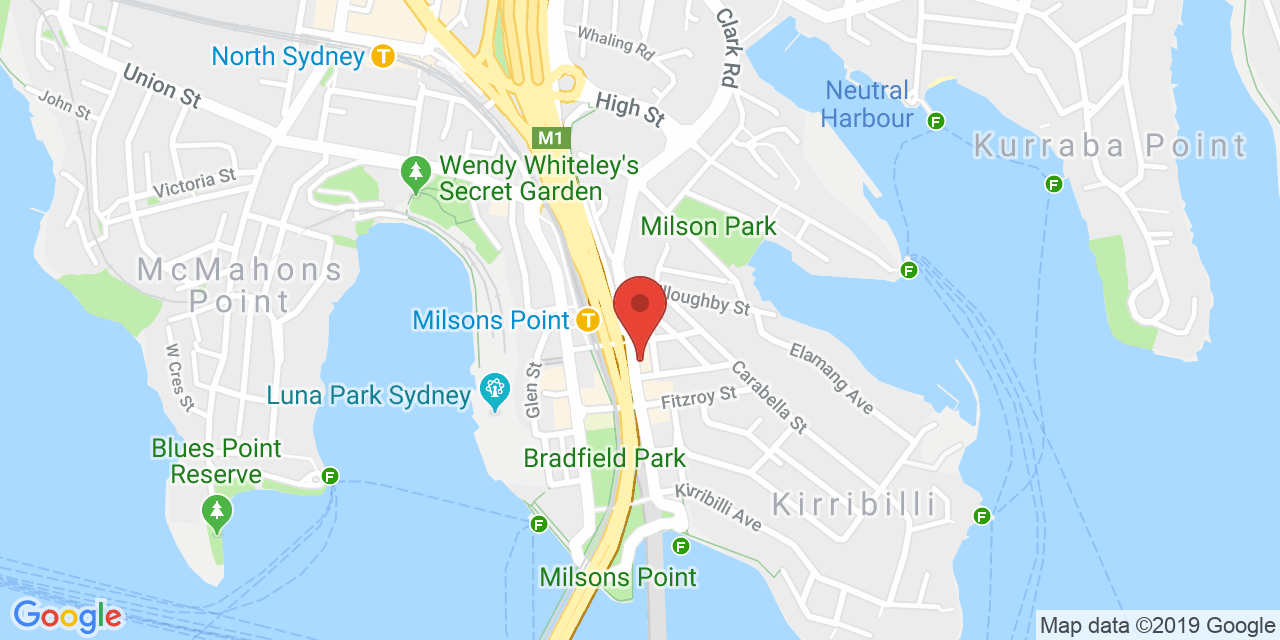 Whaling Rd
Clark Rd
North Sydney
T
Union St
John St
High St
Neutral
Harbour
F
M1
Kurraba Point
Wendy Whiteley's
Secret Garden
Victoria St
F
Milson Park
McMahons
Point
F
lloughby St
Milsons Point
T
W Cres St
Glen St
Elamang Ave
Carabella St
Luna Park Sydney
Fitzroy St
Blues Point
Reserve
Bradfield Park
F
Kirribilli Ave
Kirribilli
F
F
F
Milsons Point
Google
Map data ©2019 Google